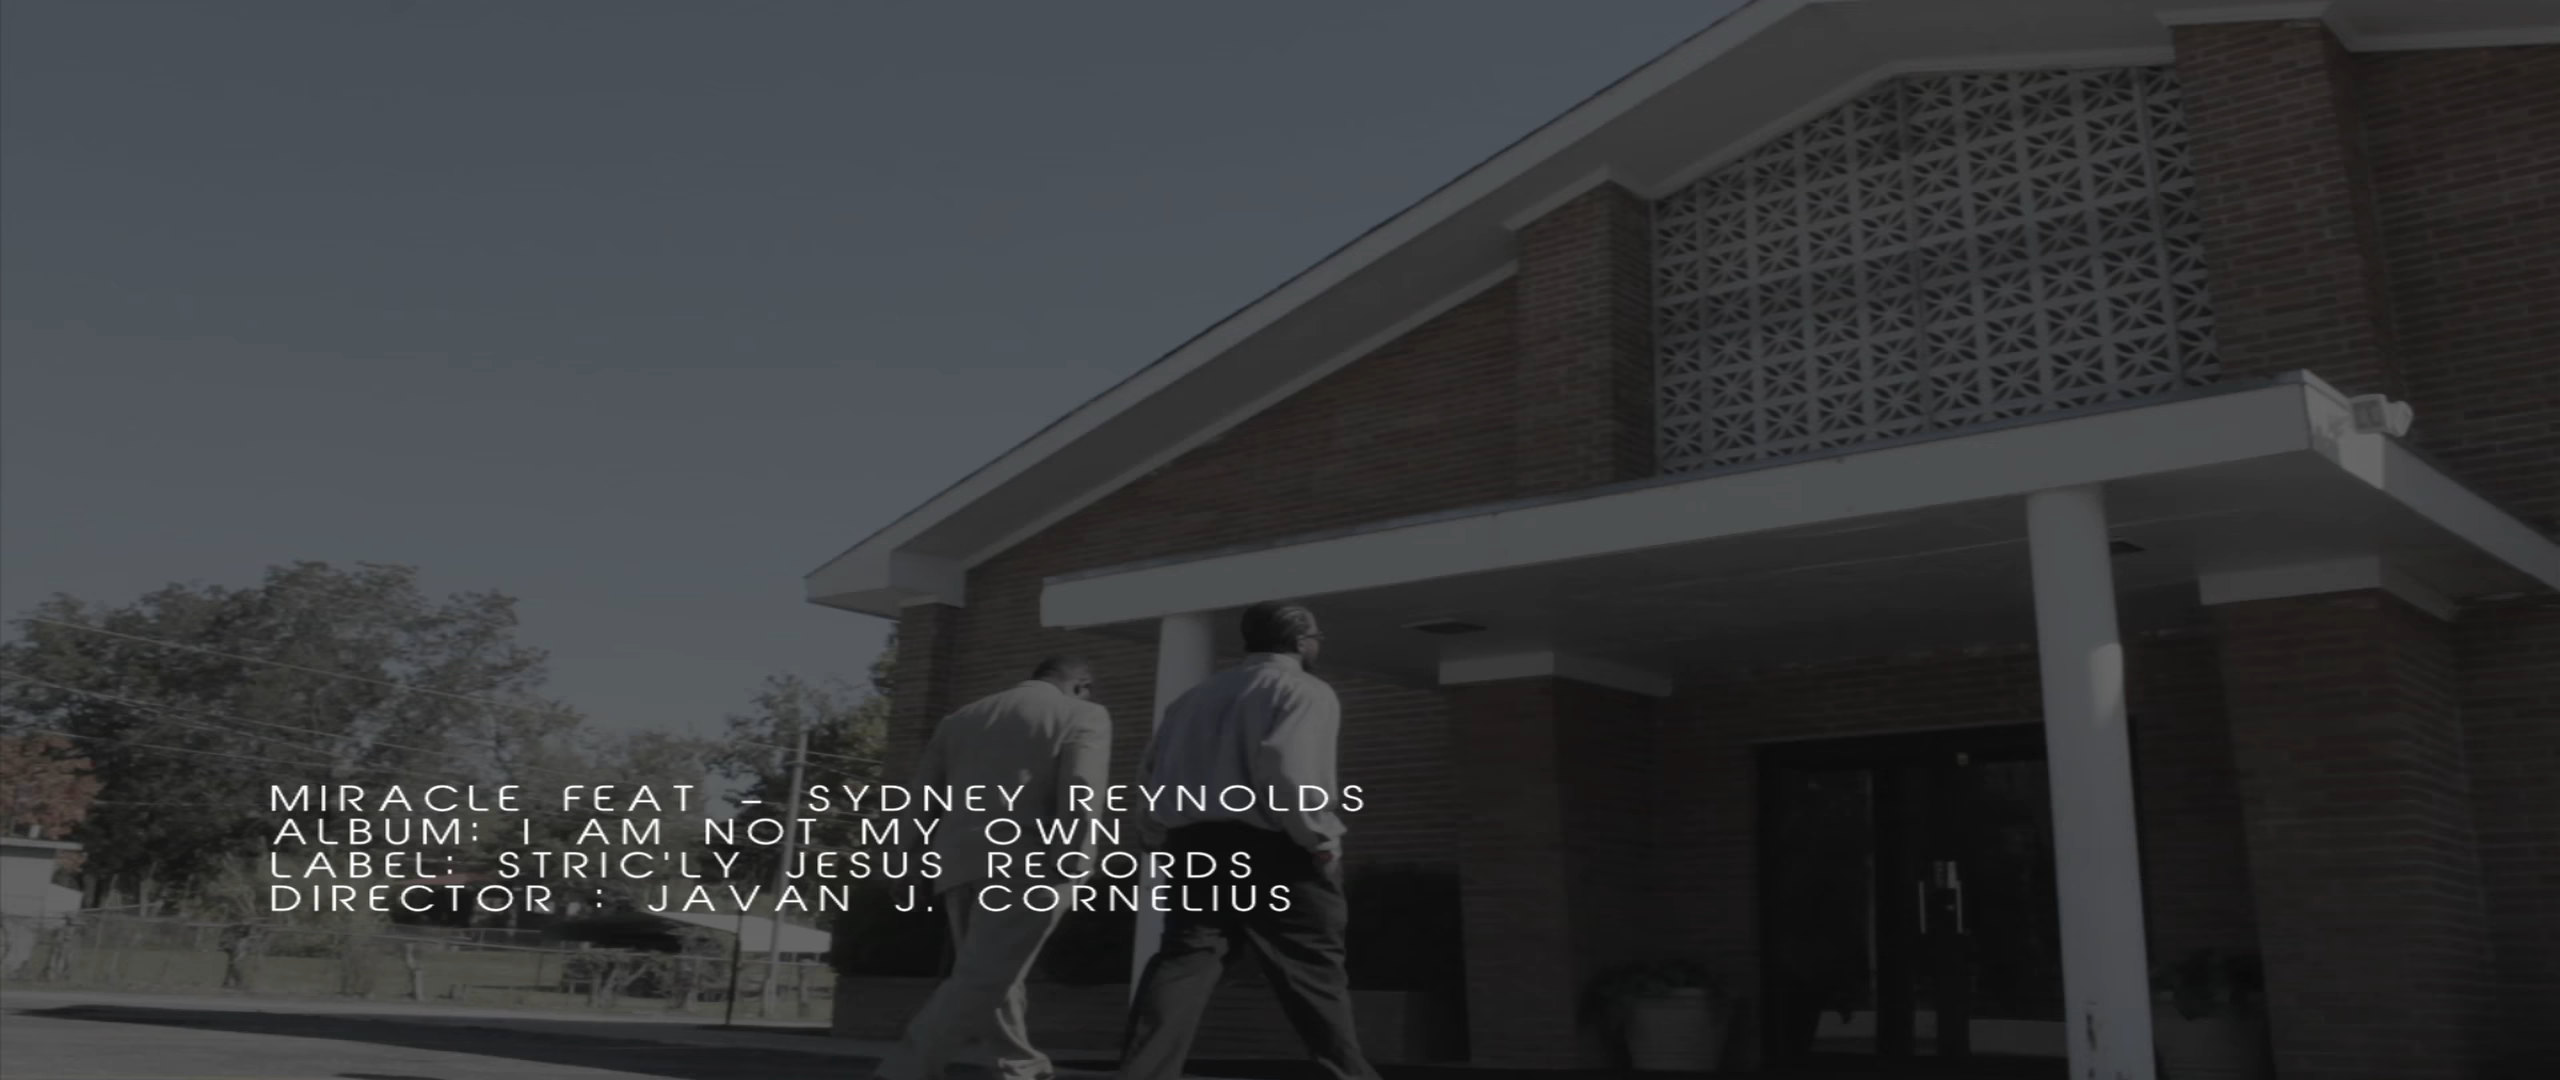 MIRACLE FEAT - SYDNEY REYNOLDS
ALBUM: I AM NOT MY OWN
LABEL: STRIC'LY JESUS RECORDS
DIRECTOR : JAVAN J. CORNELIUS